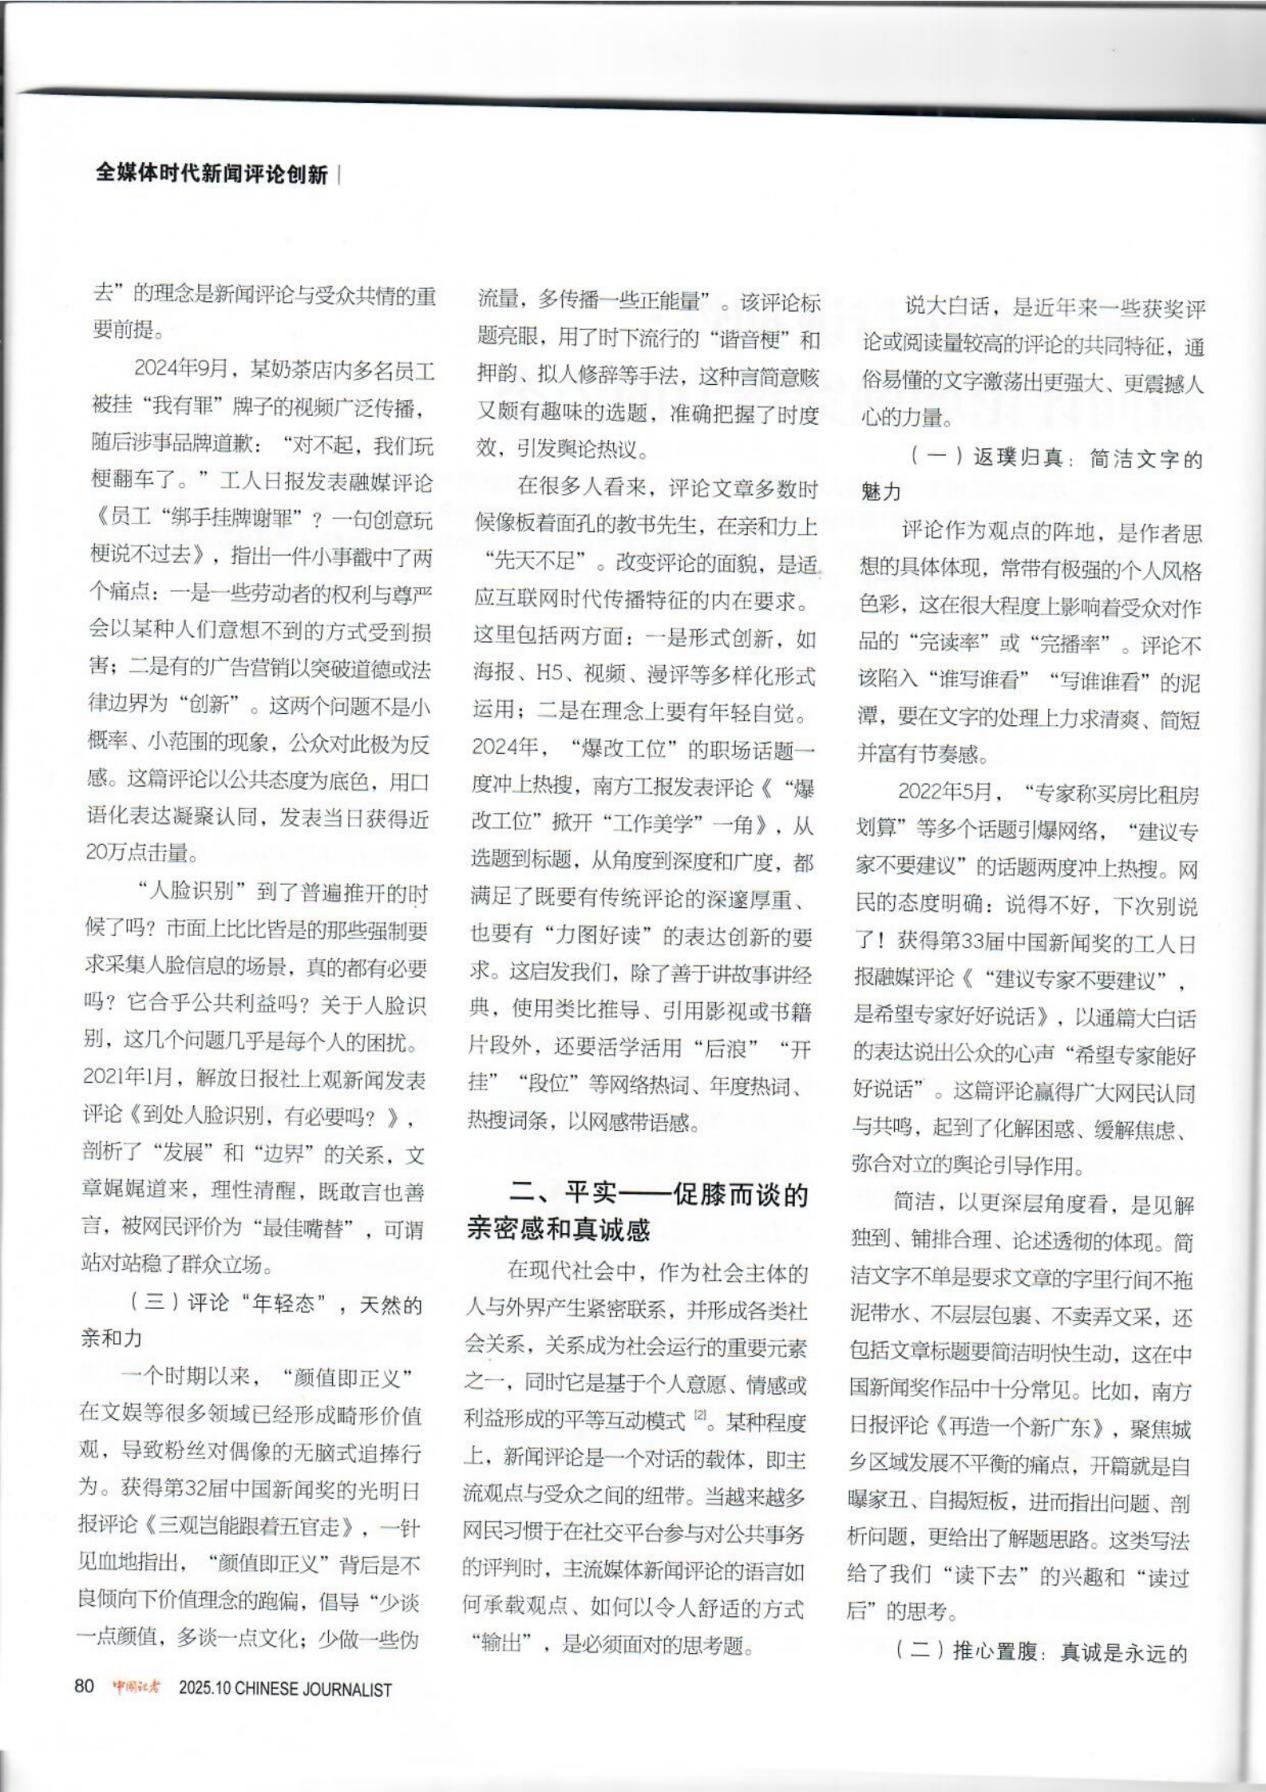 全媒体时代新闻评论创新
去”的理念是新闻评论与受众共情的重
要前提。
2024年9月，某奶茶店内多名员工
被挂“我有罪”牌子的视频广泛传播，
随后涉事品牌道歉：“对不起，我们玩
梗翻车了。”工人日报发表融媒评论
《员工“绑手挂牌谢罪”？一句创意玩
梗说不过去》，指出一件小事戳中了两
个痛点：一是一些劳动者的权利与尊严
会以某种人们意想不到的方式受到损
害；二是有的广告营销以突破道德或法
律边界为“创新”。这两个问题不是小
概率、小范围的现象，公众对此极为反
感。这篇评论以公共态度为底色，用口
语化表达凝聚认同，发表当日获得近
20万点击量。
“人脸识别”到了普遍推开的时
候了吗？市面上比比皆是的那些强制要
求采集人脸信息的场景，真的都有必要
吗？它合乎公共利益吗？关于人脸识
别，这几个问题几乎是每个人的困扰。
2021年1月，解放日报社上观新闻发表
评论《到处人脸识别，有必要吗？》，
剖析了“发展”和“边界”的关系，文
章娓娓道来，理性清醒，既敢言也善
言，被网民评价为“最佳嘴替”，可谓
站对站稳了群众立场。
（三）评论“年轻态”，天然的
亲和力
一个时期以来，“颜值即正义”
在文娱等很多领域已经形成畸形价值
观，导致粉丝对偶像的无脑式追捧行
为。获得第32届中国新闻奖的光明日
报评论《三观岂能跟着五官走》，一针
见血地指出，“颜值即正义”背后是不
良倾向下价值理念的跑偏，倡导“少谈
一点颜值，多谈一点文化；少做一些伪
流量，多传播一些正能量”。该评论标
题亮眼，用了时下流行的“谐音梗”和
押韵、拟人修辞等手法，这种言简意赅
又颇有趣味的选题，准确把握了时度
效，引发舆论热议。
在很多人看来，评论文章多数时
候像板着面孔的教书先生，在亲和力上
“先天不足”。改变评论的面貌，是适
应互联网时代传播特征的内在要求。
这里包括两方面：一是形式创新，如
海报、H5、视频、漫评等多样化形式
运用；二是在理念上要有年轻自觉。
2024年，“爆改工位”的职场话题一
度冲上热搜，南方工报发表评论《“爆
改工位”掀开“工作美学”一角》，从
选题到标题，从角度到深度和广度，都
满足了既要有传统评论的深邃厚重、
也要有“力图好读”的表达创新的要
求。这启发我们，除了善于讲故事讲经
典，使用类比推导、引用影视或书籍
片段外，还要活学活用“后浪”“开
挂”“段位”等网络热词、年度热词、
热搜词条，以网感带语感。
二、平实——促膝而谈的
亲密感和真诚感
在现代社会中，作为社会主体的
人与外界产生紧密联系，并形成各类社
会关系，关系成为社会运行的重要元素
之一，同时它是基于个人意愿、情感或
利益形成的平等互动模式[2]。某种程度
上，新闻评论是一个对话的载体，即主
流观点与受众之间的纽带。当越来越多
网民习惯于在社交平台参与对公共事务
的评判时，主流媒体新闻评论的语言如
何承载观点、如何以令人舒适的方式
“输出”，是必须面对的思考题。
说大白话，是近年来一些获奖评
论或阅读量较高的评论的共同特征，通
俗易懂的文字激荡出更强大、更震撼人
心的力量。
（一）返璞归真：简洁文字的
魅力
评论作为观点的阵地，是作者思
想的具体体现，常带有极强的个人风格
色彩，这在很大程度上影响着受众对作
品的“完读率”或“完播率”。评论不
该陷入“谁写谁看”“写谁谁看”的泥
潭，要在文字的处理上力求清爽、简短
并富有节奏感。
2022年5月，“专家称买房比租房
划算”等多个话题引爆网络，“建议专
家不要建议”的话题两度冲上热搜。网
民的态度明确：说得不好，下次别说
了！获得第33届中国新闻奖的工人日
报融媒评论《“建议专家不要建议”，
是希望专家好好说话》，以通篇大白话
的表达说出公众的心声“希望专家能好
好说话”。这篇评论赢得广大网民认同
与共鸣，起到了化解困惑、缓解焦虑、
弥合对立的舆论引导作用。
简洁，以更深层角度看，是见解
独到、铺排合理、论述透彻的体现。简
洁文字不单是要求文章的字里行间不拖
泥带水、不层层包裹、不卖弄文采，还
包括文章标题要简洁明快生动，这在中
国新闻奖作品中十分常见。比如，南方
日报评论《再造一个新广东》，聚焦城
乡区域发展不平衡的痛点，开篇就是自
曝家丑、自揭短板，进而指出问题、剖
析问题，更给出了解题思路。这类写法
给了我们“读下去”的兴趣和“读过
后”的思考。
（二）推心置腹：真诚是永远的
80 中国记者 2025.10 CHINESE JOURNALIST